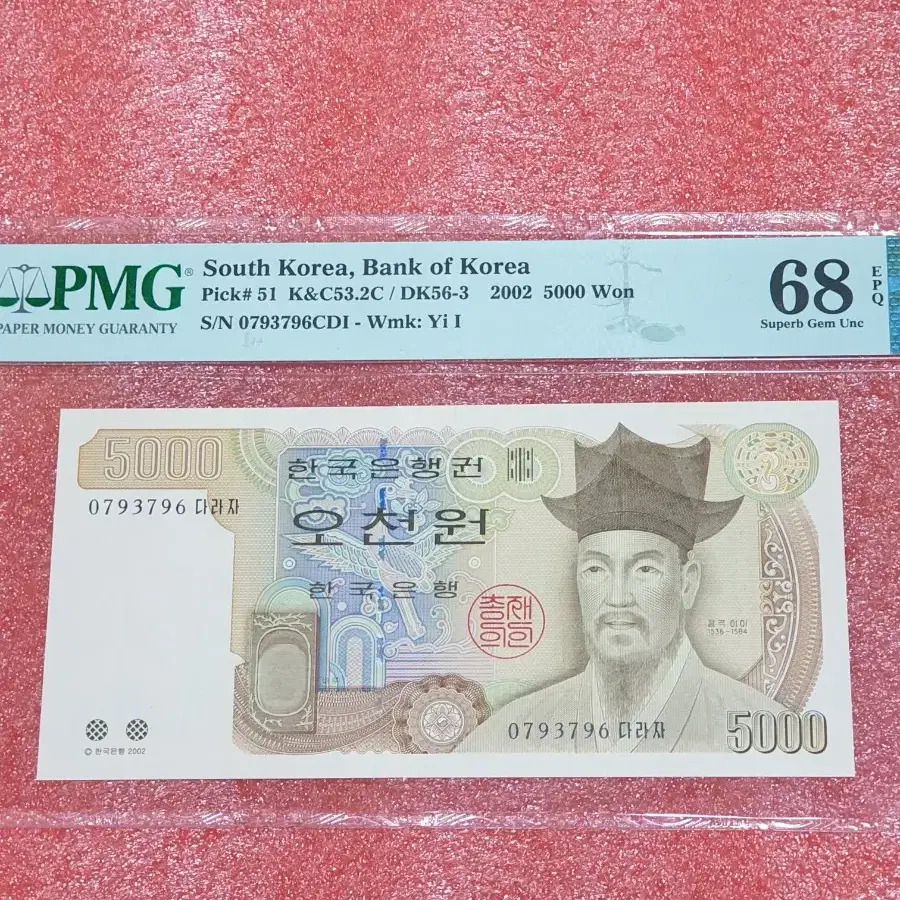 PMG®
PAPER MONEY GUARANTY
South Korea, Bank of Korea
Pick# 51 K&C53.2C / DK56-3 2002 5000 Won
S/N 0793796CDI - Wmk: Yi I
68
EPQ
Superb Gem Unc
5000
한국은행권
0793796 다라자
오천원
한국은행
총재의인
율곡 이이
1536-1584
0793796 다라자
5000
© 한국은행 2002